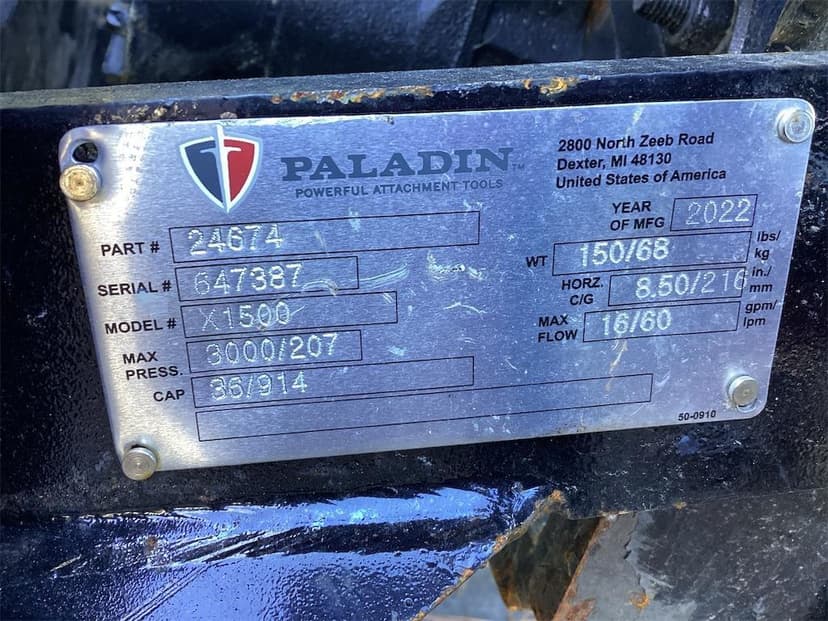 PALADIN™
POWERFUL ATTACHMENT TOOLS
2800 North Zeeb Road
Dexter, MI 48130
United States of America
PART # 24674
SERIAL # 647387
MODEL # X1500
MAX PRESS. 3000/207
CAP 36/914
YEAR OF MFG 2022
WT 150/68 lbs/ kg
HORZ. C/G 8.50/216 in./ mm
MAX FLOW 16/60 gpm/ lpm
50-0910